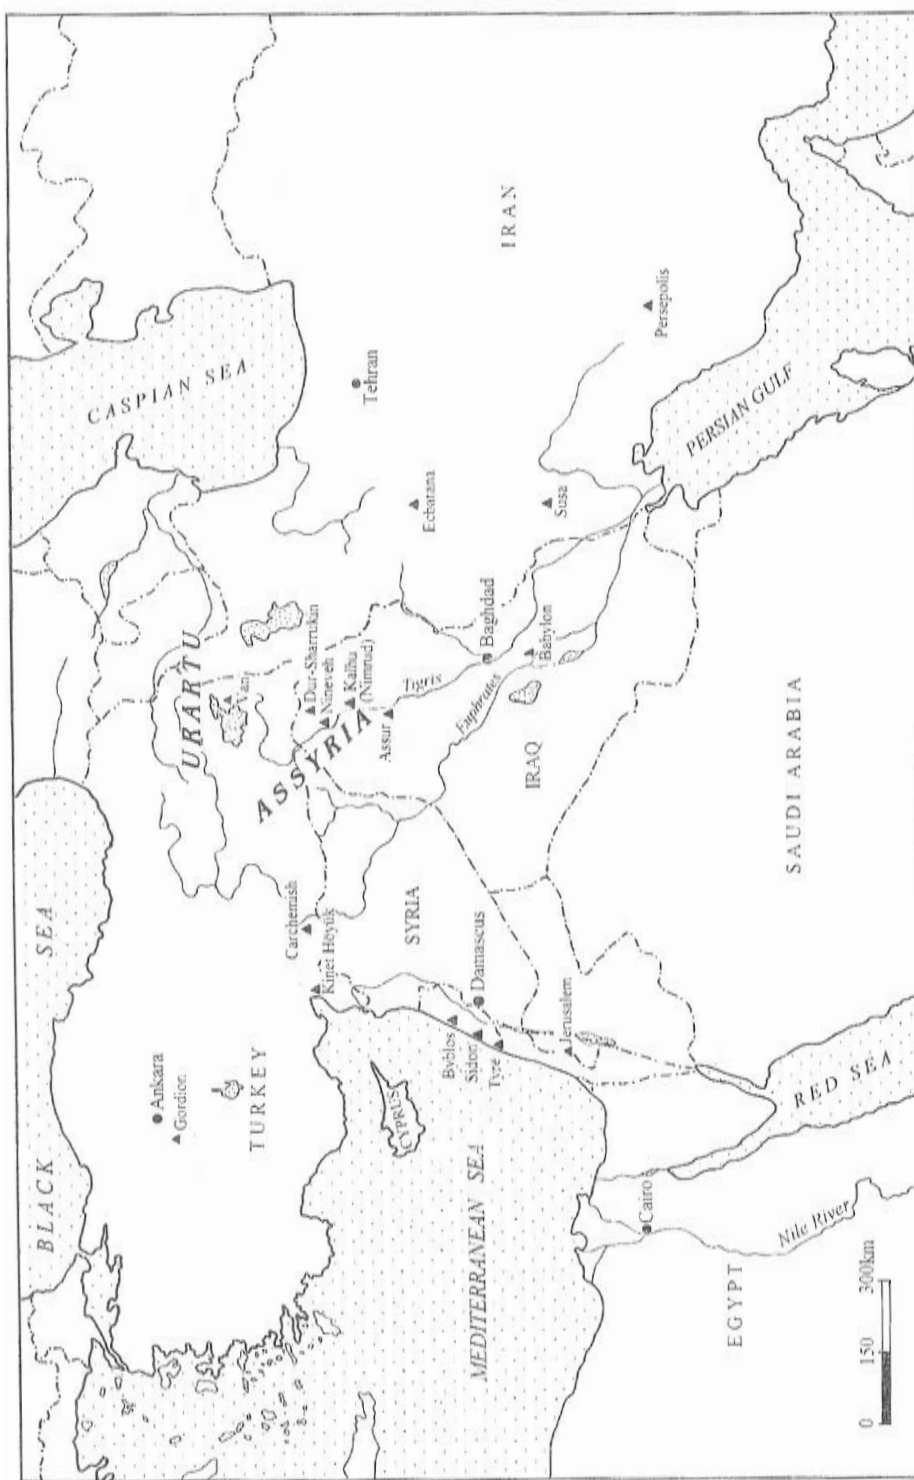 BLACK SEA
CASPIAN SEA
Ankara
Gordion
URARTU
Van
TURKEY
Dur-Sharrukin
Nineveh
Kalhu
(Nimrud)
ASSYRIA
Carchemish
Kinet Höyük
Tehran
CYPRUS
Assur
Tigris
Ecbatana
SYRIA
Byblos
Sidon
Tyre
Damascus
Euphrates
Baghdad
MEDITERRANEAN SEA
IRAN
IRAQ
Babylon
Susa
Jerusalem
Persepolis
Cairo
PERSIAN GULF
EGYPT
Nile River
RED SEA
SAUDI ARABIA
0 150 300km